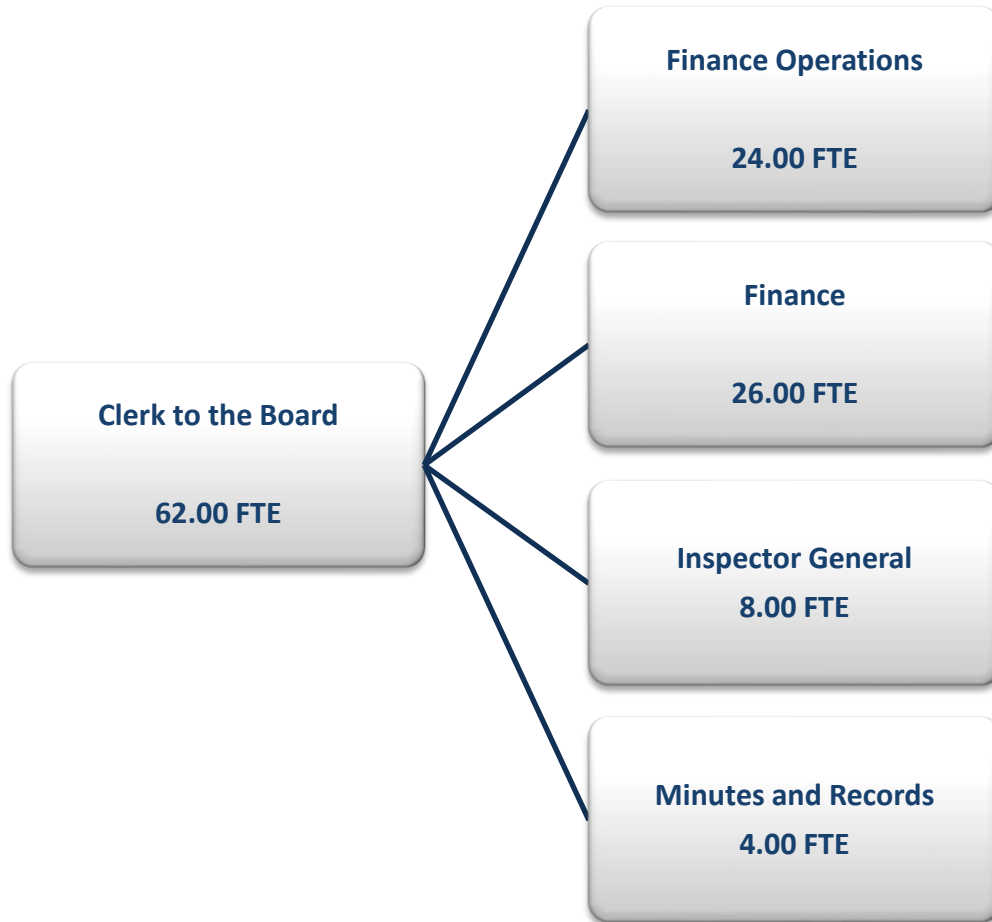 Finance Operations
24.00 FTE
Finance
26.00 FTE
Clerk to the Board
62.00 FTE
Inspector General
8.00 FTE
Minutes and Records
4.00 FTE